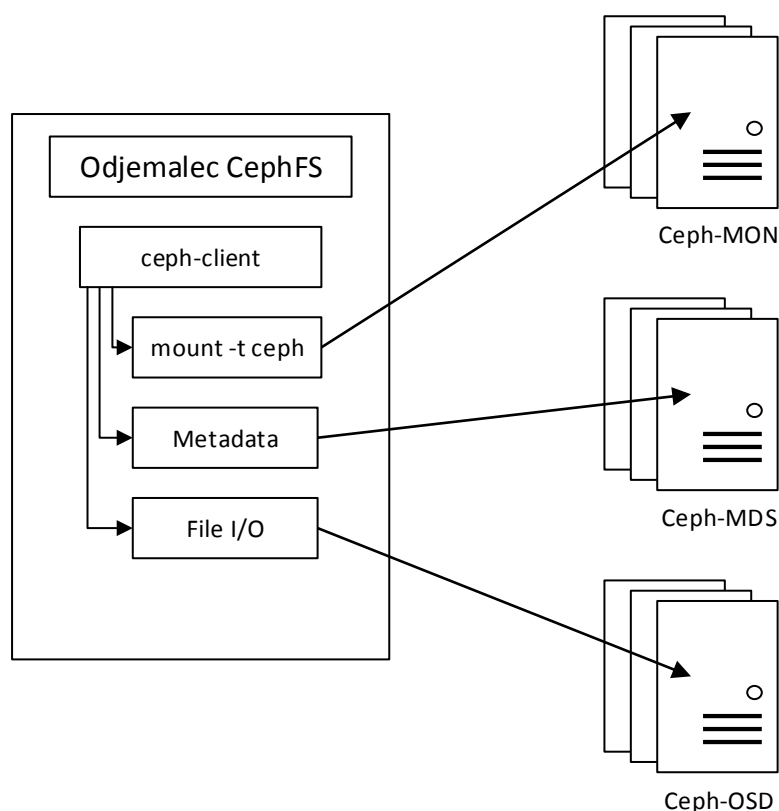 Odjemalec CephFS
ceph-client
mount -t ceph
Metadata
File I/O
Ceph-MON
Ceph-MDS
Ceph-OSD